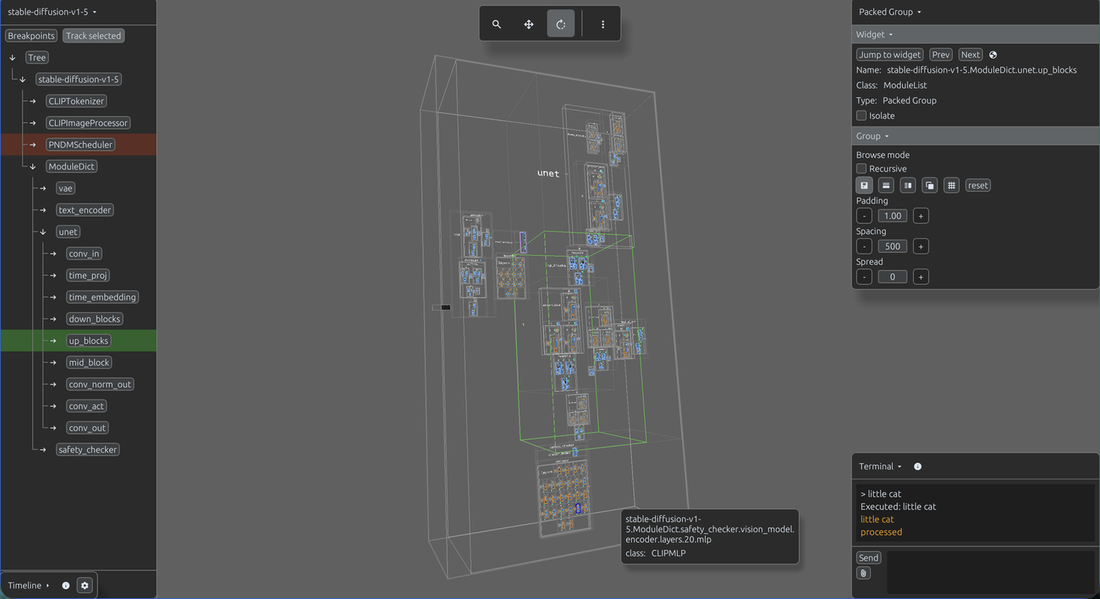 stable-diffusion-v1-5
Breakpoints
Track selected
Tree
stable-diffusion-v1-5
CLIPTokenizer
CLIPImageProcessor
PNDMScheduler
ModuleDict
vae
text_encoder
unet
conv_in
time_proj
time_embedding
down_blocks
up_blocks
mid_block
conv_norm_out
conv_act
conv_out
safety_checker
Timeline
unet
stable-diffusion-v1-
5.ModuleDict.safety_checker.vision_model.
encoder.layers.20.mlp
class: CLIPMLP
Packed Group
Widget
Jump to widget Prev Next
Name: stable-diffusion-v1-5.ModuleDict.unet.up_blocks
Class: ModuleList
Type: Packed Group
Isolate
Group
Browse mode
Recursive
reset
Padding
- 1.00 +
Spacing
- 500 +
Spread
- 0 +
Terminal
> little cat
Executed: little cat
little cat
processed
Send